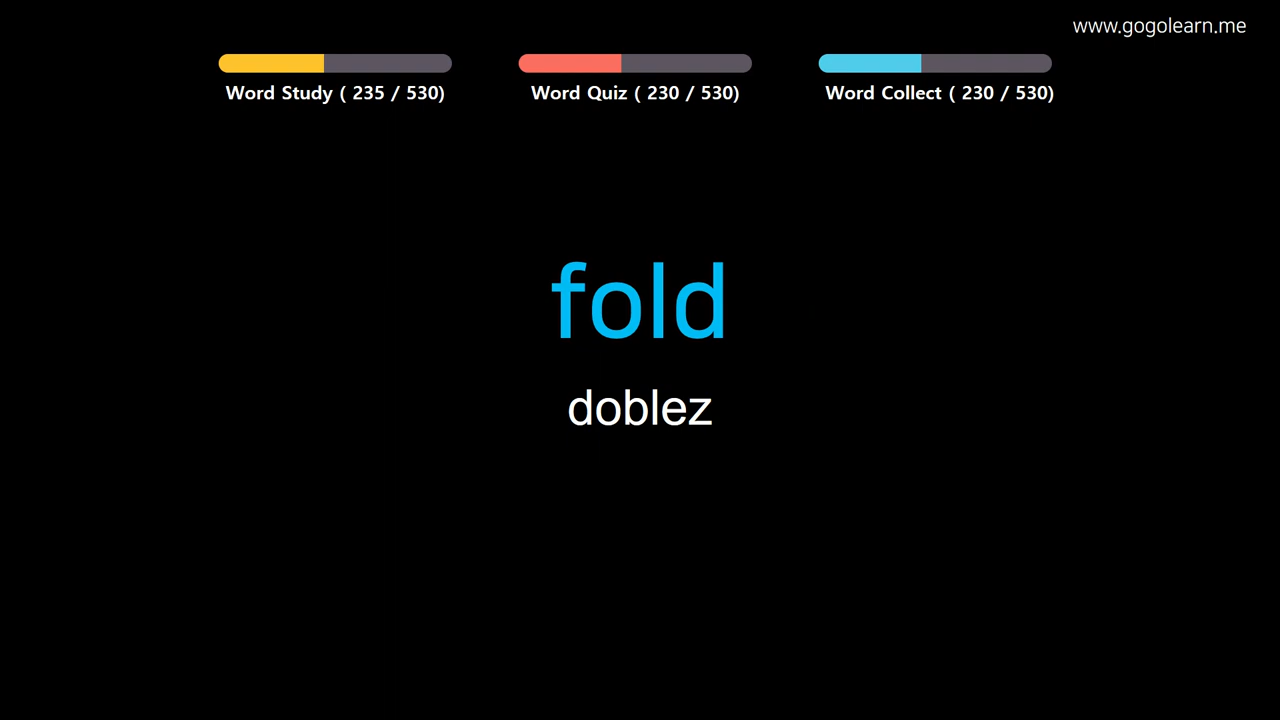 www.gogolearn.me
Word Study ( 235 / 530)
Word Quiz ( 230 / 530)
Word Collect ( 230 / 530)
fold
doblez